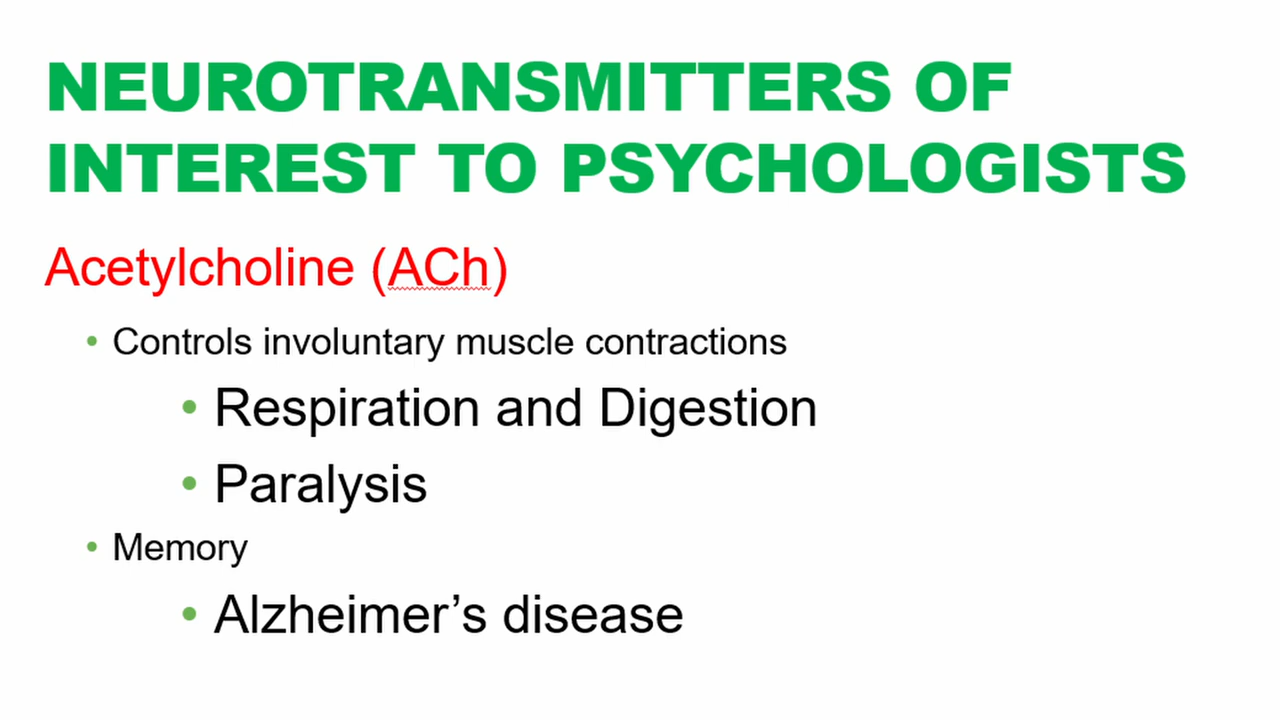 NEUROTRANSMITTERS OF
INTEREST TO PSYCHOLOGISTS
Acetylcholine (ACh)
• Controls involuntary muscle contractions
• Respiration and Digestion
• Paralysis
• Memory
• Alzheimer’s disease